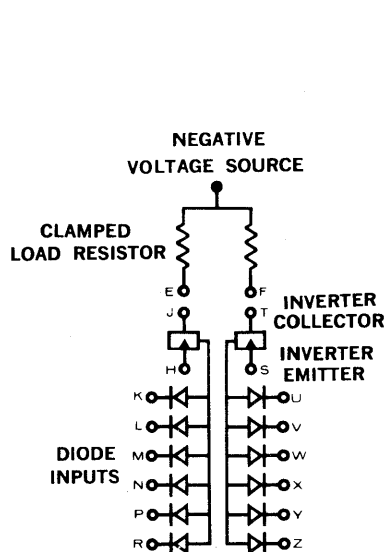 NEGATIVE
VOLTAGE SOURCE
CLAMPED
LOAD RESISTOR
E
F
J
T
INVERTER
COLLECTOR
H
S
INVERTER
EMITTER
K
U
L
V
DIODE
INPUTS
M
W
N
X
P
Y
R
Z